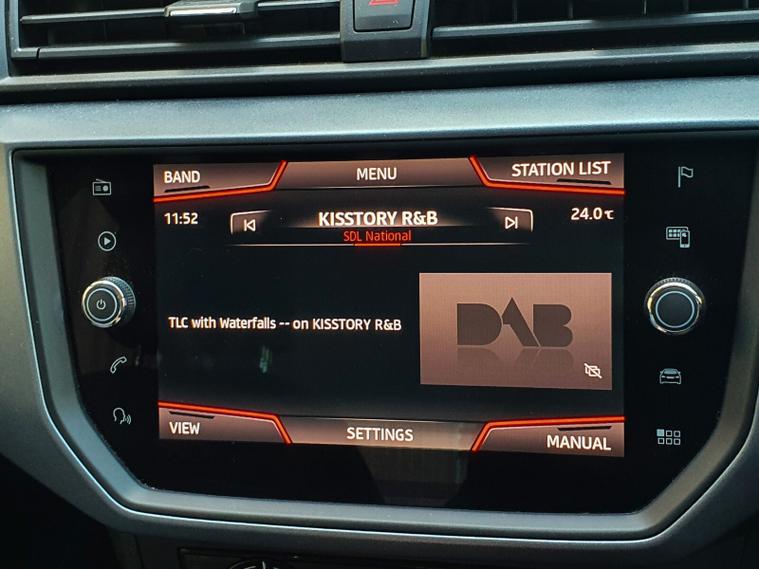 BAND
MENU
STATION LIST
11:52
KISSTORY R&B
24.0℃
SDL National
TLC with Waterfalls -- on KISSTORY R&B
DAB
VIEW
SETTINGS
MANUAL